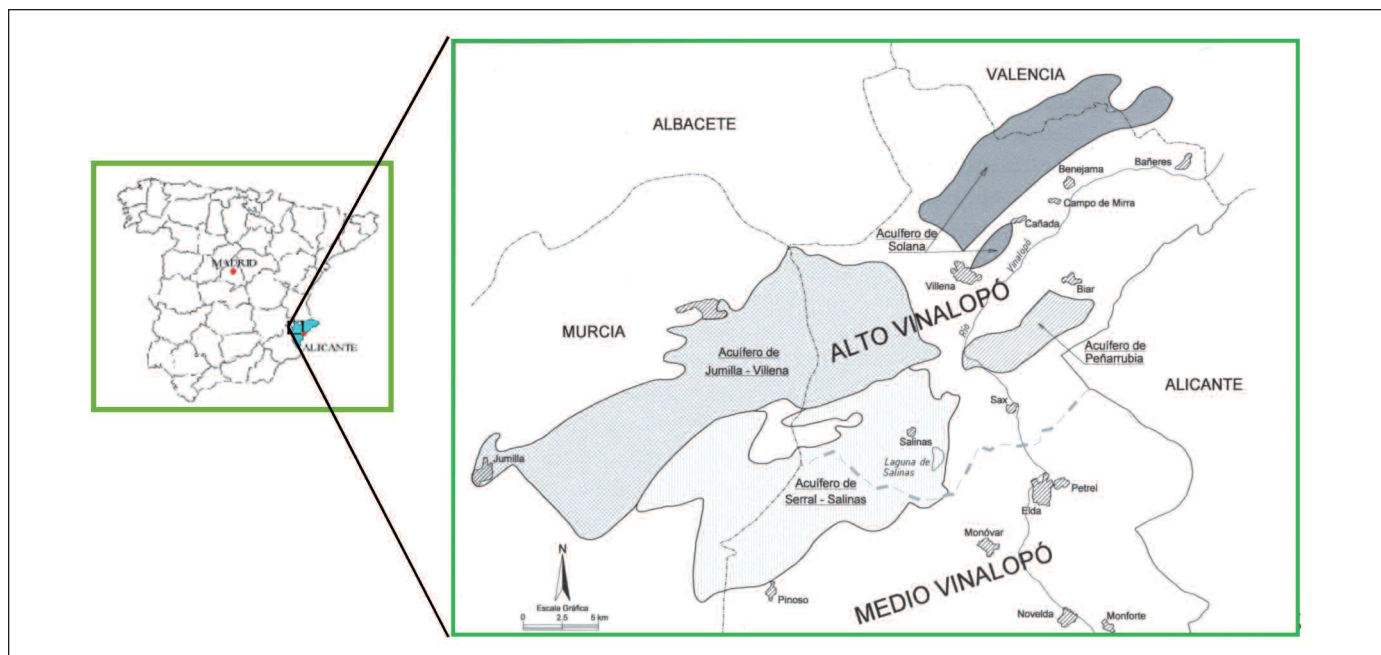 MADRID
ALICANTE
VALENCIA
ALBACETE
Bañeres
Benejama
Campo de Mirra
Cañada
Acuífero de
Solana
Vinalopó
Río
Villena
Biar
ALTO VINALOPÓ
MURCIA
Acuífero de
Peñarrubia
Acuífero de
Jumilla - Villena
ALICANTE
Sax
Salinas
Laguna de
Salinas
Jumilla
Acuífero de
Serral - Salinas
Petrel
Elda
Monóvar
MEDIO VINALOPÓ
N
Escala Gráfica
0 2.5 5 km
Pinoso
Novelda
Monforte